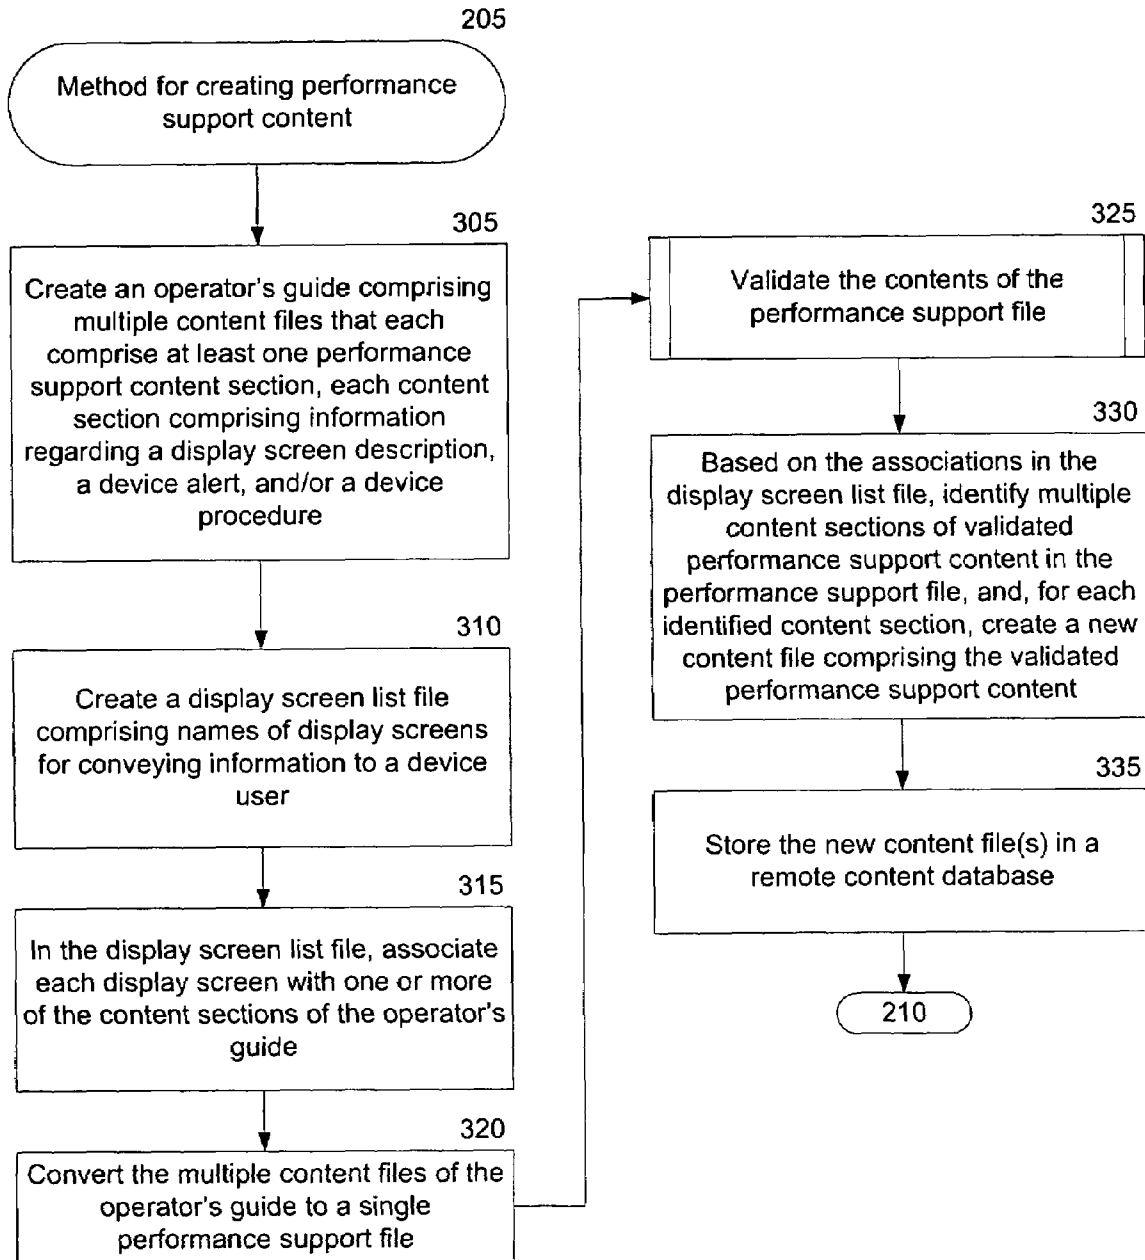 205
Method for creating performance
support content
305
Create an operator's guide comprising
multiple content files that each
comprise at least one performance
support content section, each content
section comprising information
regarding a display screen description,
a device alert, and/or a device
procedure
310
Create a display screen list file
comprising names of display screens
for conveying information to a device
user
315
In the display screen list file, associate
each display screen with one or more
of the content sections of the operator's
guide
320
Convert the multiple content files of the
operator's guide to a single
performance support file
325
Validate the contents of the
performance support file
330
Based on the associations in the
display screen list file, identify multiple
content sections of validated
performance support content in the
performance support file, and, for each
identified content section, create a new
content file comprising the validated
performance support content
335
Store the new content file(s) in a
remote content database
210